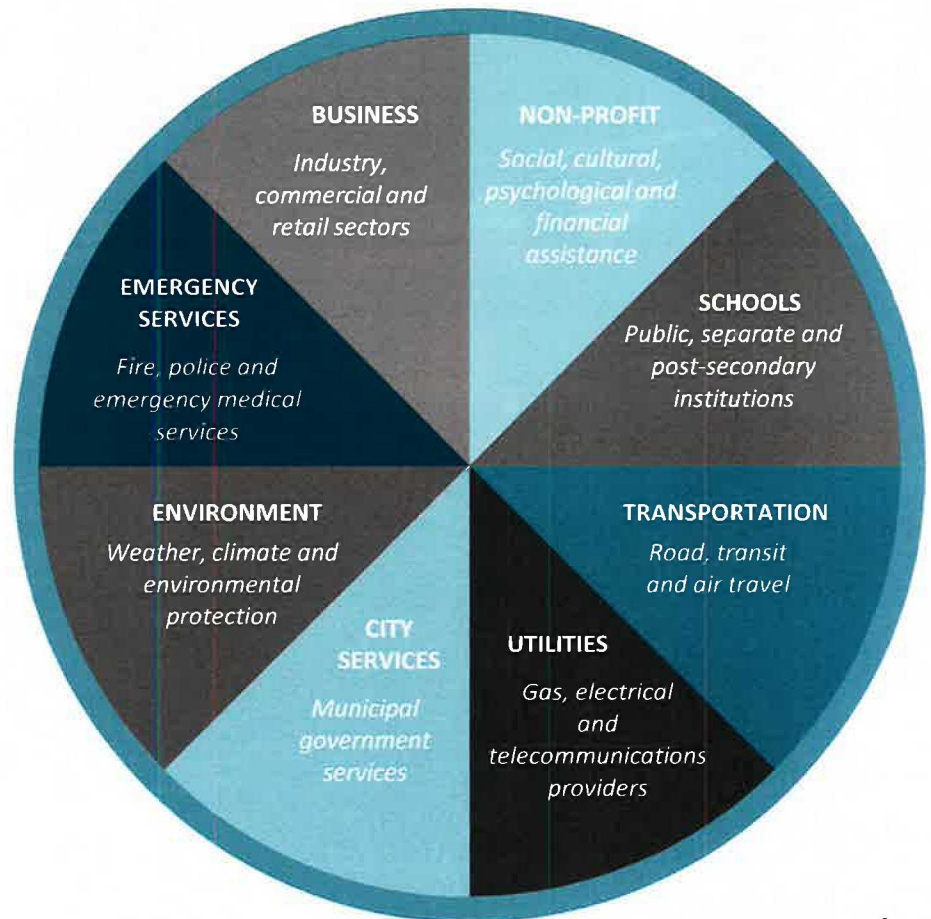 BUSINESS
Industry,
commercial and
retail sectors
NON-PROFIT
Social, cultural,
psychological and
financial
assistance
SCHOOLS
Public, separate and
post-secondary
institutions
TRANSPORTATION
Road, transit
and air travel
UTILITIES
Gas, electrical
and
telecommunications
providers
CITY
SERVICES
Municipal
government
services
ENVIRONMENT
Weather, climate and
environmental
protection
EMERGENCY
SERVICES
Fire, police and
emergency medical
services